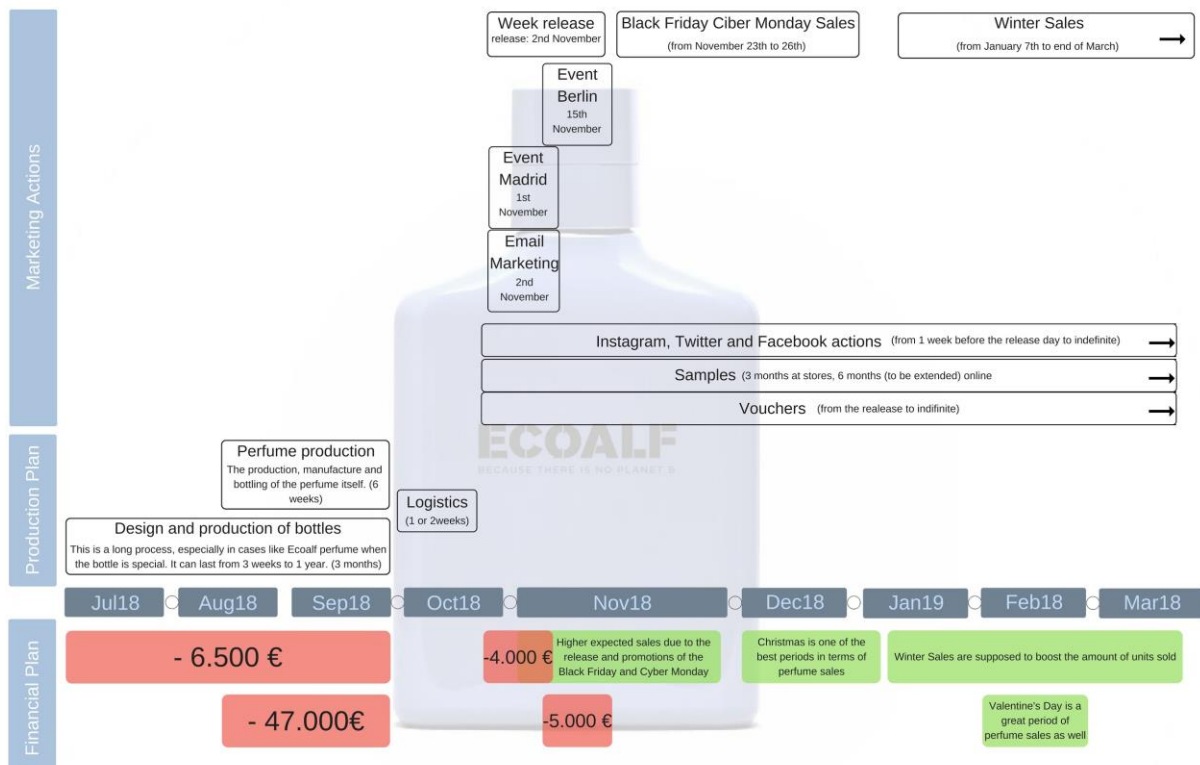 Marketing Actions
Week release
release: 2nd November
Black Friday Ciber Monday Sales
(from November 23th to 26th)
Winter Sales
(from January 7th to end of March)
Event
Berlin
15th
November
Event
Madrid
1st
November
Email
Marketing
2nd
November
Instagram, Twitter and Facebook actions (from 1 week before the release day to indefinite)
Samples (3 months at stores, 6 months (to be extended) online
Vouchers (from the realease to indifinite)
ECOALF
BECAUSE THERE IS NO PLANET B
Production Plan
Perfume production
The production, manufacture and
bottling of the perfume itself. (6
weeks)
Logistics
(1 or 2weeks)
Design and production of bottles
This is a long process, especially in cases like Ecoalf perfume when
the bottle is special. It can last from 3 weeks to 1 year. (3 months)
Jul18 Aug18 Sep18 Oct18 Nov18 Dec18 Jan19 Feb18 Mar18
Financial Plan
- 6.500 €
-4.000 €
Higher expected sales due to the
release and promotions of the
Black Friday and Cyber Monday
Christmas is one of the
best periods in terms of
perfume sales
Winter Sales are supposed to boost the amount of units sold
- 47.000€
-5.000 €
Valentine's Day is a
great period of
perfume sales as well